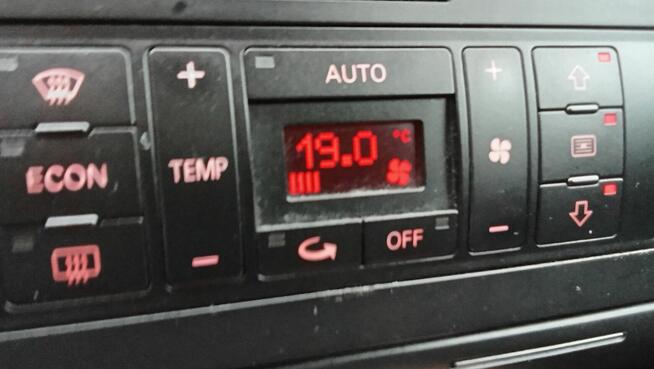 AUTO
+
+
19.0 °C
ECON
TEMP
-
-
OFF